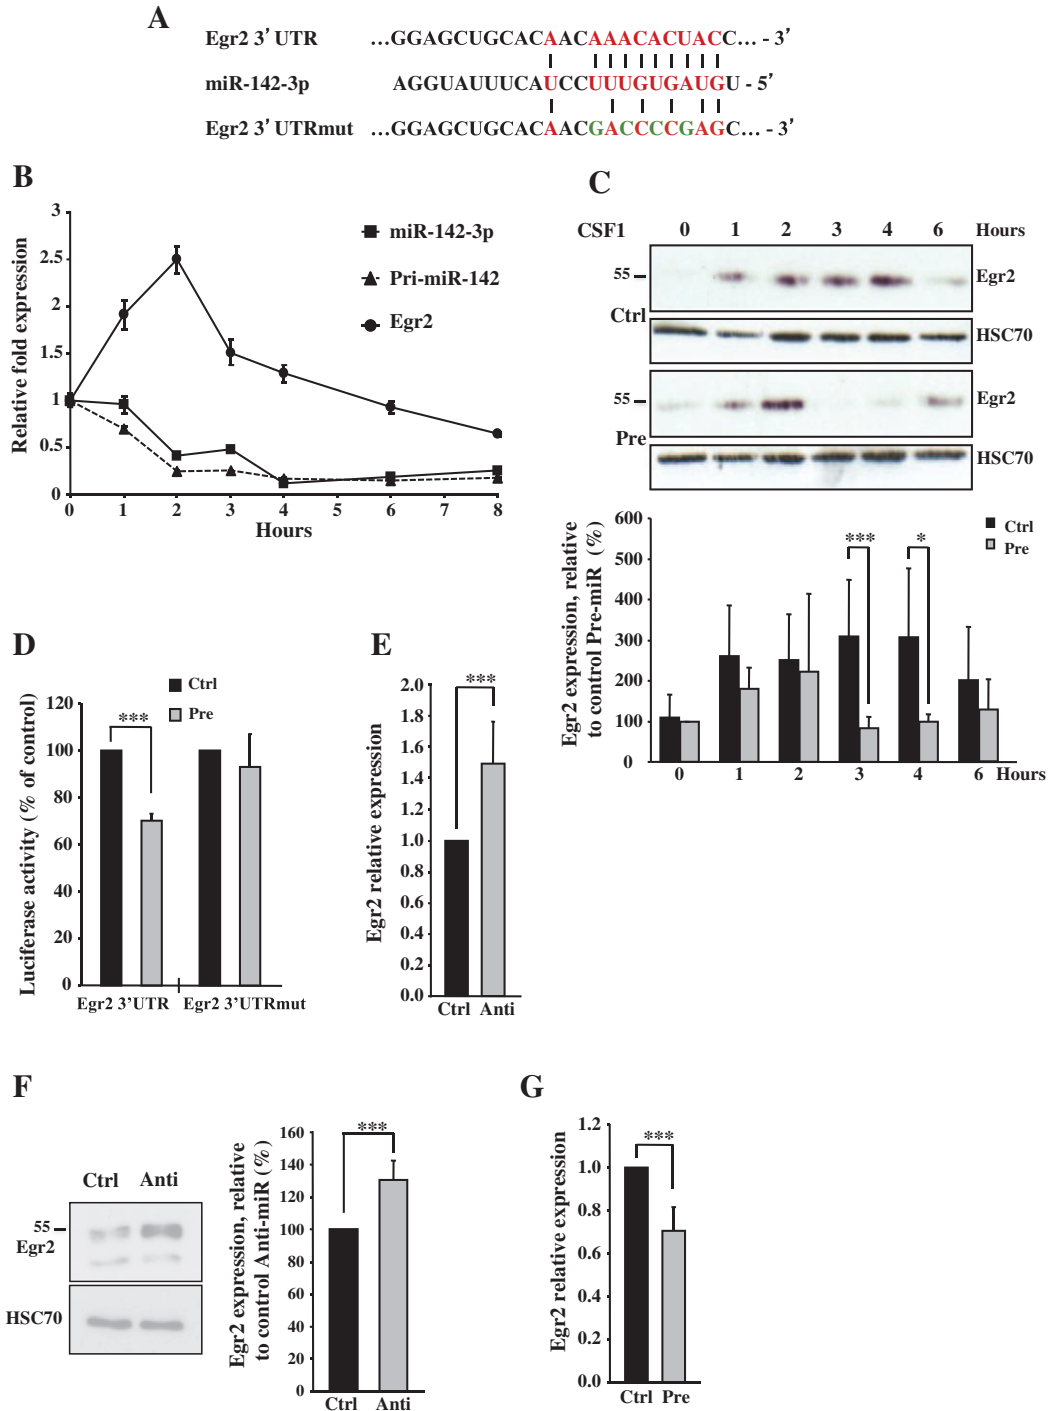 A
Egr2 3' UTR ...GGAGCUGCACAACAAACACUACC... - 3'
miR-142-3p AGGUAUUUCAUCCUUUGUGAUGU - 5'
Egr2 3' UTRmut ...GGAGCUGCACAACGACCCCGAGC... - 3'
B
Relative fold expression
3
2.5
2
1.5
1
0.5
0
0 1 2 3 4 5 6 7 8
Hours
miR-142-3p
Pri-miR-142
Egr2
C
CSF1 0 1 2 3 4 6 Hours
55
Egr2
Ctrl
HSC70
55
Egr2
Pre
HSC70
Egr2 expression, relative
to control Pre-miR (%)
600
500
400
300
200
100
0
*** *
Ctrl
Pre
0 1 2 3 4 6 Hours
D
Luciferase activity (% of control)
120
100
80
60
40
20
0
Ctrl
Pre
***
Egr2 3'UTR Egr2 3'UTRmut
E
Egr2 relative expression
2.0
1.8
1.6
1.4
1.2
1.0
0.8
0.6
0.4
0.2
0.0
***
Ctrl Anti
F
Ctrl Anti
55
Egr2
HSC70
Egr2 expression, relative
to control Anti-miR (%)
160
140
120
100
80
60
40
20
0
***
Ctrl Anti
G
Egr2 relative expression
1.2
1.0
0.8
0.6
0.4
0.2
0.0
***
Ctrl Pre